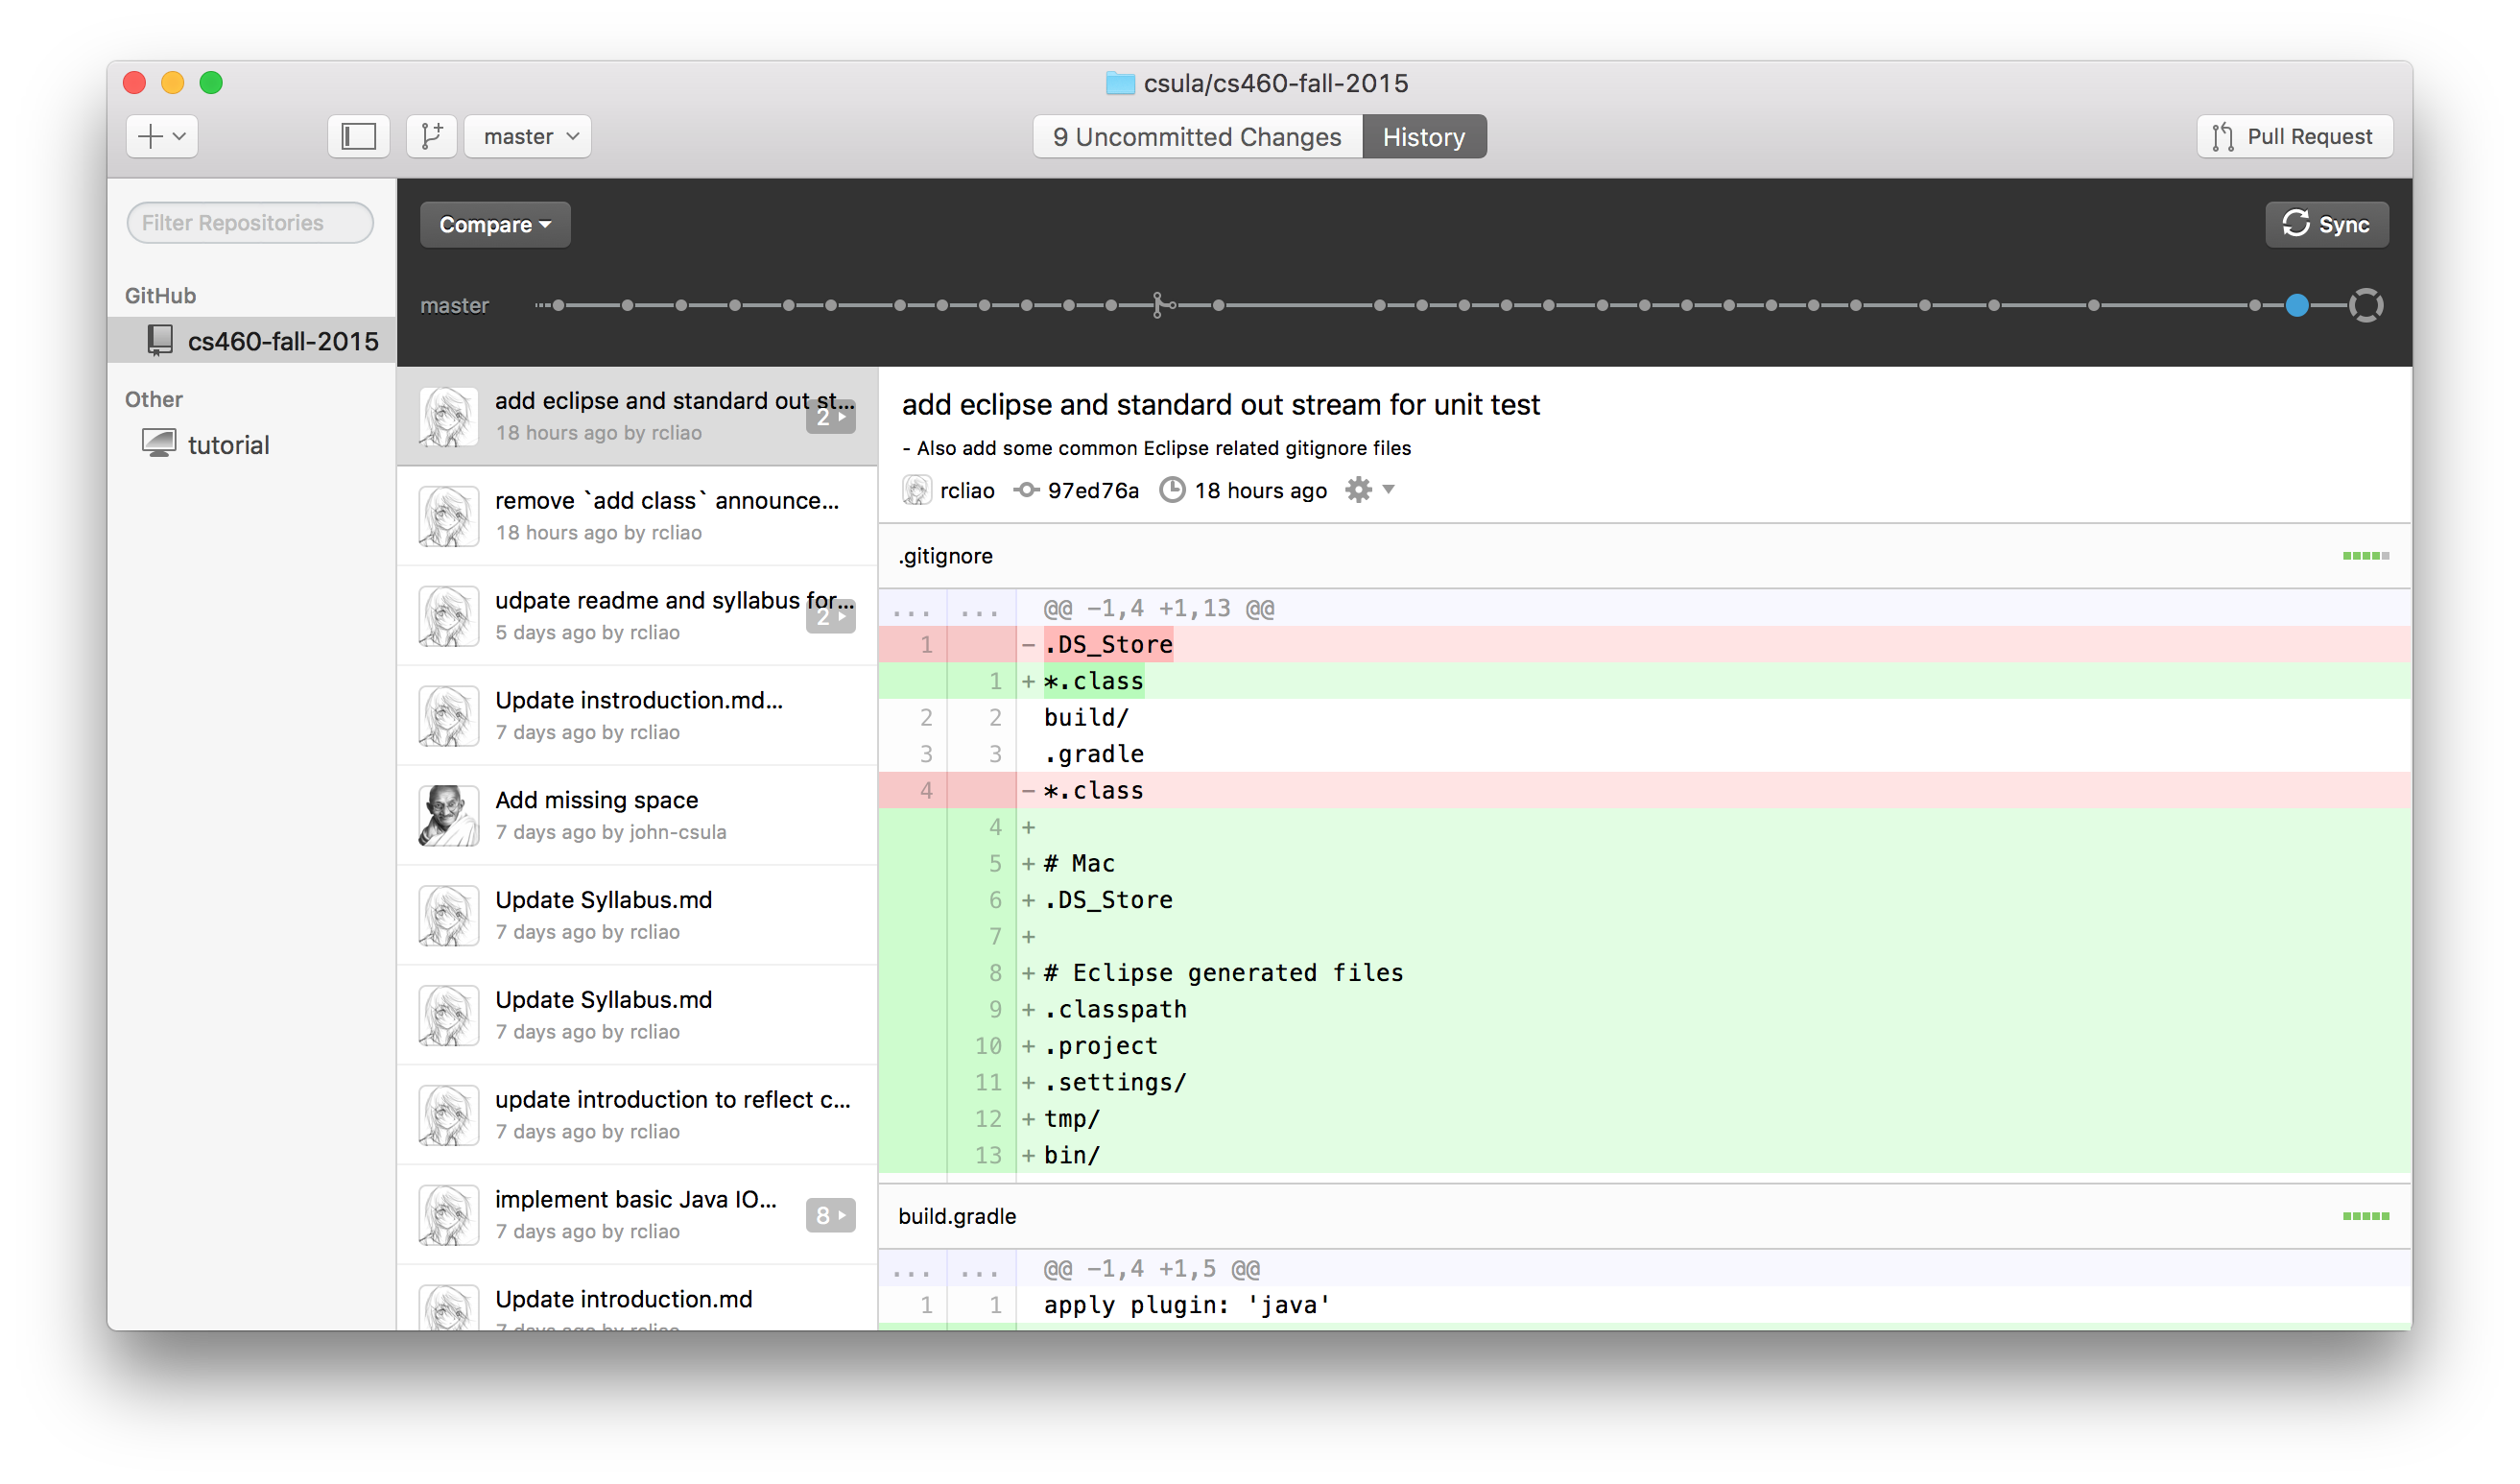 csula/cs460-fall-2015
master
9 Uncommitted Changes
History
Pull Request
Filter Repositories
GitHub
cs460-fall-2015
Other
tutorial
Compare
Sync
master
add eclipse and standard out st...
18 hours ago by rcliao
2
remove `add class` announce...
18 hours ago by rcliao
udpate readme and syllabus for...
5 days ago by rcliao
2
Update instroduction.md...
7 days ago by rcliao
Add missing space
7 days ago by john-csula
Update Syllabus.md
7 days ago by rcliao
Update Syllabus.md
7 days ago by rcliao
update introduction to reflect c...
7 days ago by rcliao
implement basic Java IO...
7 days ago by rcliao
8
Update introduction.md
7 days ago by rcliao
add eclipse and standard out stream for unit test
- Also add some common Eclipse related gitignore files
rcliao 97ed76a 18 hours ago
.gitignore
... ... @@ -1,4 +1,13 @@
1 -.DS_Store
1 +*.class
2 2 build/
3 3 .gradle
4 -*.class
4 +
5 +# Mac
6 +.DS_Store
7 +
8 +# Eclipse generated files
9 +.classpath
10 +.project
11 +.settings/
12 +tmp/
13 +bin/
build.gradle
... ... @@ -1,4 +1,5 @@
1 1 apply plugin: 'java'